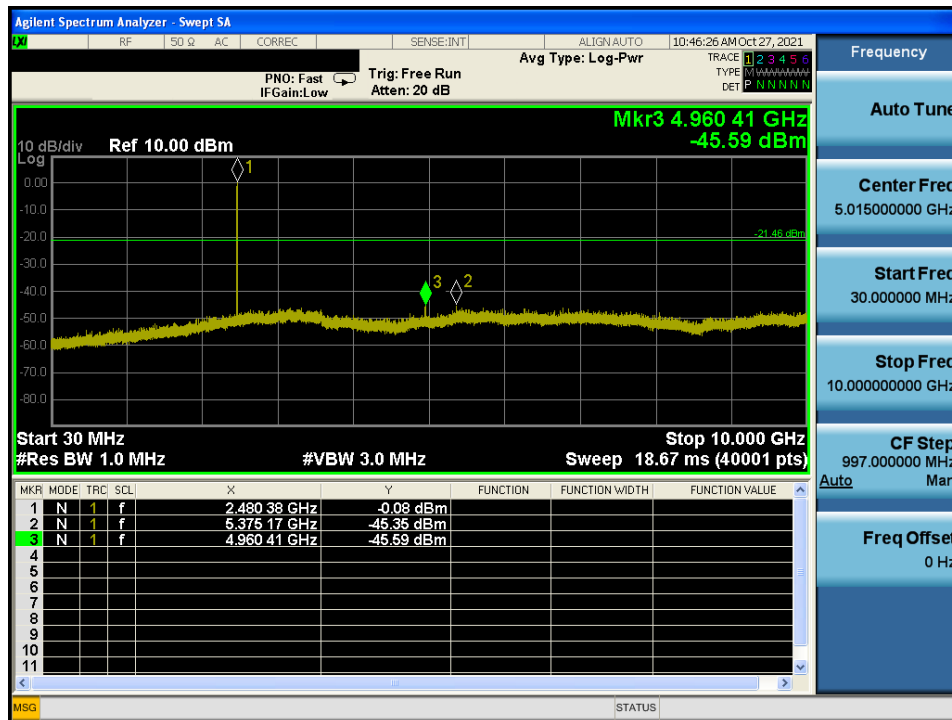 Agilent Spectrum Analyzer - Swept SA
LXI RF 50 Ω AC CORREC SENSE:INT ALIGN AUTO 10:46:26 AM Oct 27, 2021
Avg Type: Log-Pwr
TRACE 1 2 3 4 5 6
PNO: Fast Trig: Free Run
TYPE M WWWWW
IFGain:Low Atten: 20 dB
DET P N N N N N
Mkr3 4.960 41 GHz
-45.59 dBm
10 dB/div Ref 10.00 dBm
Log
1
0.00
-10.0
-20.0
-21.46 dBm
-30.0
3 2
-40.0
-50.0
-60.0
-70.0
-80.0
Start 30 MHz Stop 10.000 GHz
#Res BW 1.0 MHz #VBW 3.0 MHz Sweep 18.67 ms (40001 pts)
MKR MODE TRC SCL X Y FUNCTION FUNCTION WIDTH FUNCTION VALUE
1 N 1 f 2.480 38 GHz -0.08 dBm
2 N 1 f 5.375 17 GHz -45.35 dBm
3 N 1 f 4.960 41 GHz -45.59 dBm
4
5
6
7
8
9
10
11
MSG STATUS
Frequency
Auto Tune
Center Freq
5.015000000 GHz
Start Freq
30.000000 MHz
Stop Freq
10.000000000 GHz
CF Step
997.000000 MHz
Auto Man
Freq Offset
0 Hz